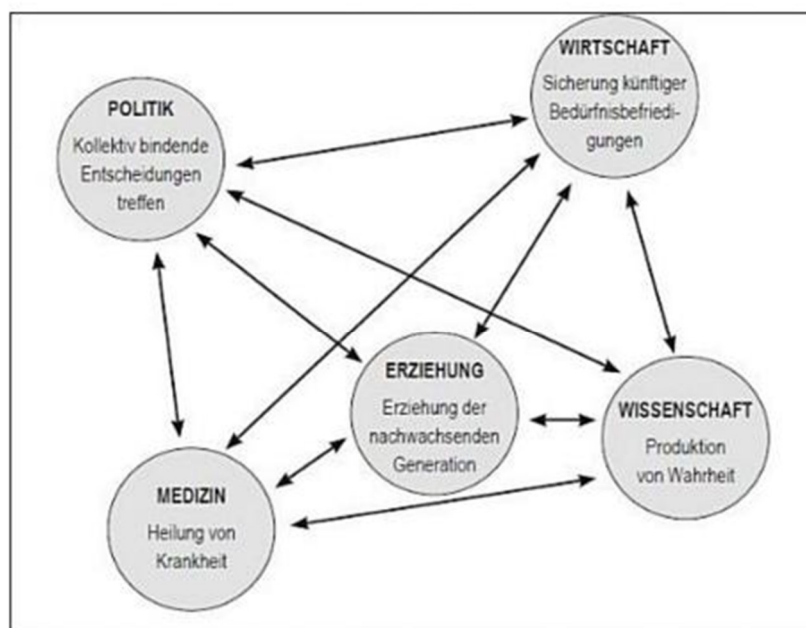 WIRTSCHAFT
Sicherung künftiger
Bedürfnisbefriedi-
gungen
POLITIK
Kollektiv bindende
Entscheidungen
treffen
ERZIEHUNG
Erziehung der
nachwachsenden
Generation
WISSENSCHAFT
Produktion
von Wahrheit
MEDIZIN
Heilung von
Krankheit